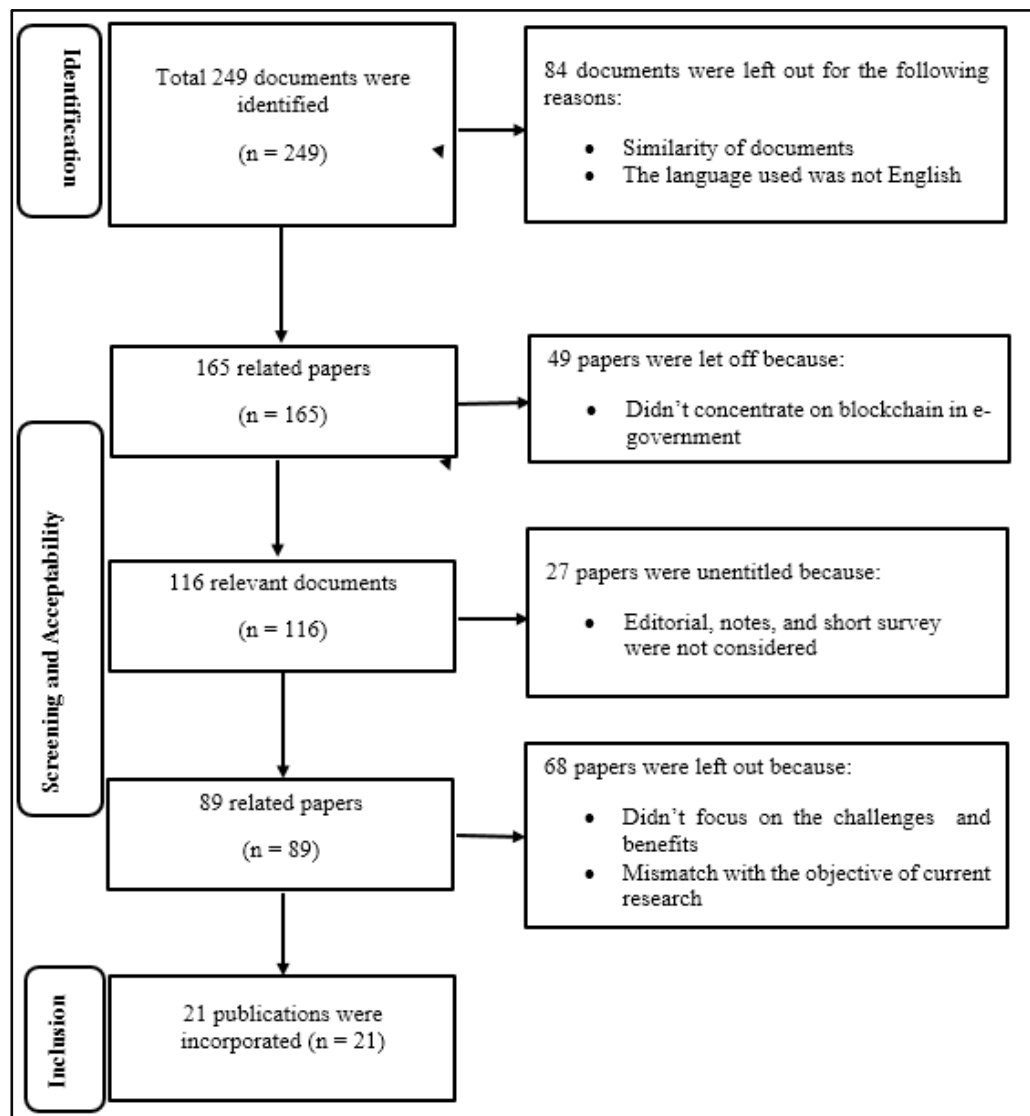 Identification
Total 249 documents were
identified
(n = 249)
84 documents were left out for the following
reasons:
• Similarity of documents
• The language used was not English
Screening and Acceptability
165 related papers
(n = 165)
49 papers were let off because:
• Didn’t concentrate on blockchain in e-
government
116 relevant documents
(n = 116)
27 papers were unentitled because:
• Editorial, notes, and short survey
were not considered
89 related papers
(n = 89)
68 papers were left out because:
• Didn’t focus on the challenges and
benefits
• Mismatch with the objective of current
research
Inclusion
21 publications were
incorporated (n = 21)